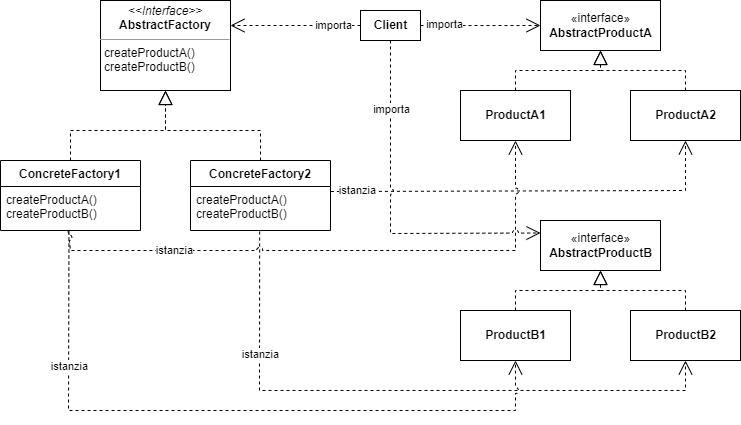 <<Interface>>
AbstractFactory
createProductA()
createProductB()
importa
Client
importa
«interface»
AbstractProductA
importa
ProductA1
ProductA2
ConcreteFactory1
createProductA()
createProductB()
ConcreteFactory2
createProductA()
createProductB()
istanzia
«interface»
AbstractProductB
istanzia
ProductB1
ProductB2
istanzia
istanzia